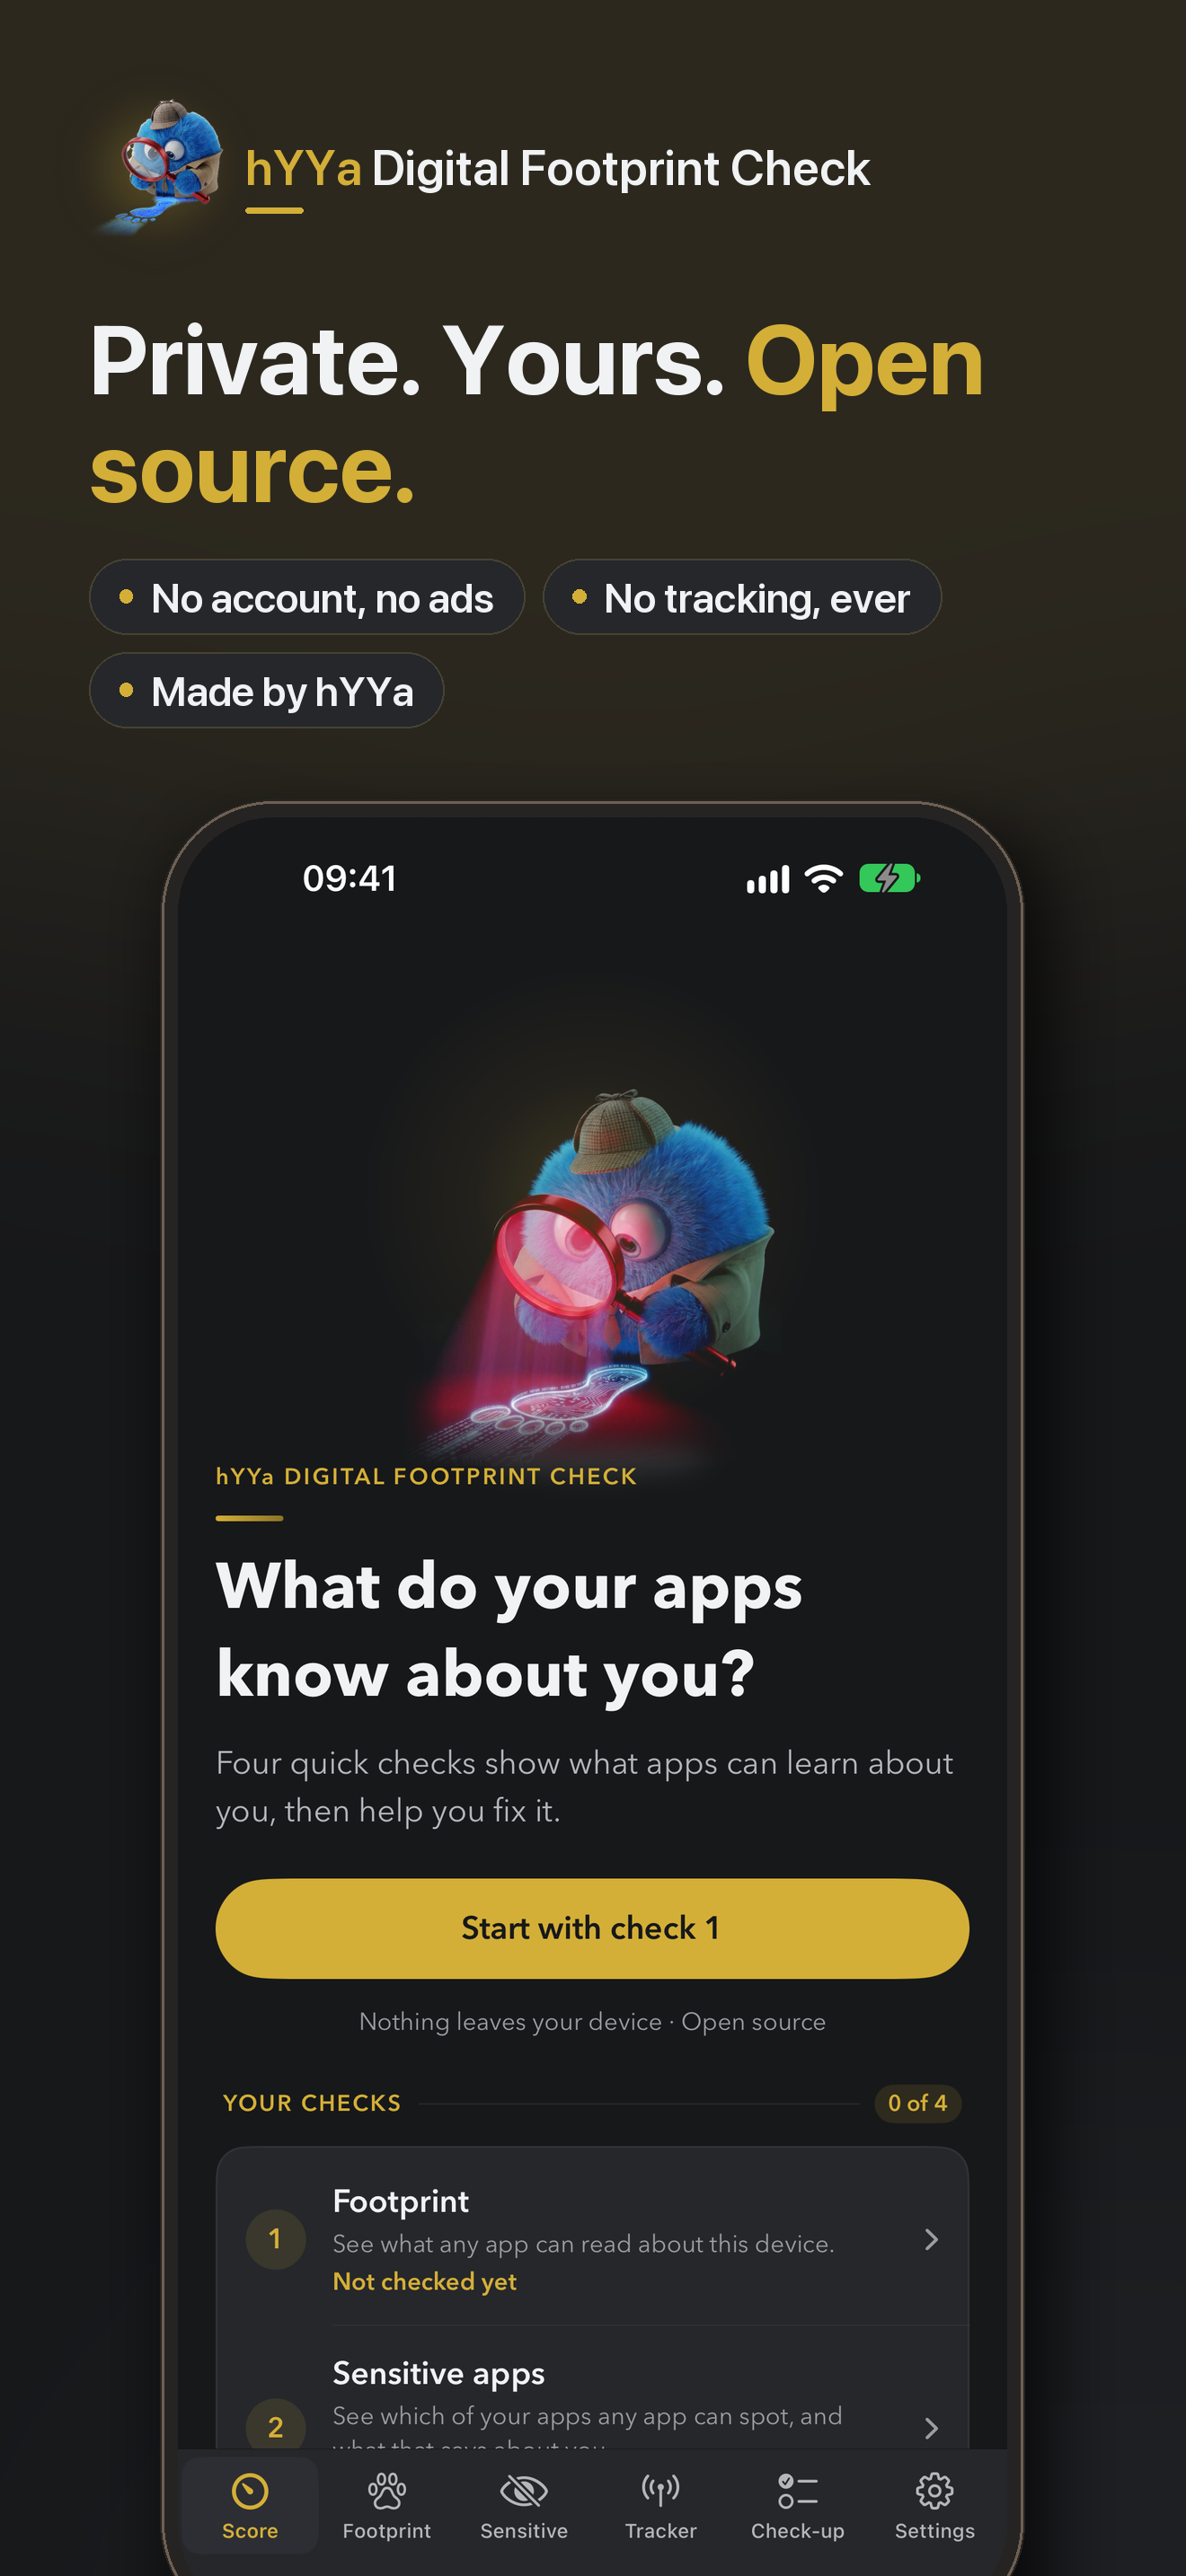 hYYa Digital Footprint Check
Private. Yours. Open
source.
No account, no ads
No tracking, ever
Made by hYYa
09:41
hYYa DIGITAL FOOTPRINT CHECK
What do your apps
know about you?
Four quick checks show what apps can learn about
you, then help you fix it.
Start with check 1
Nothing leaves your device · Open source
YOUR CHECKS
0 of 4
1
Footprint
See what any app can read about this device.
Not checked yet
2
Sensitive apps
See which of your apps any app can spot, and
what that says about you.
Score
Footprint
Sensitive
Tracker
Check-up
Settings